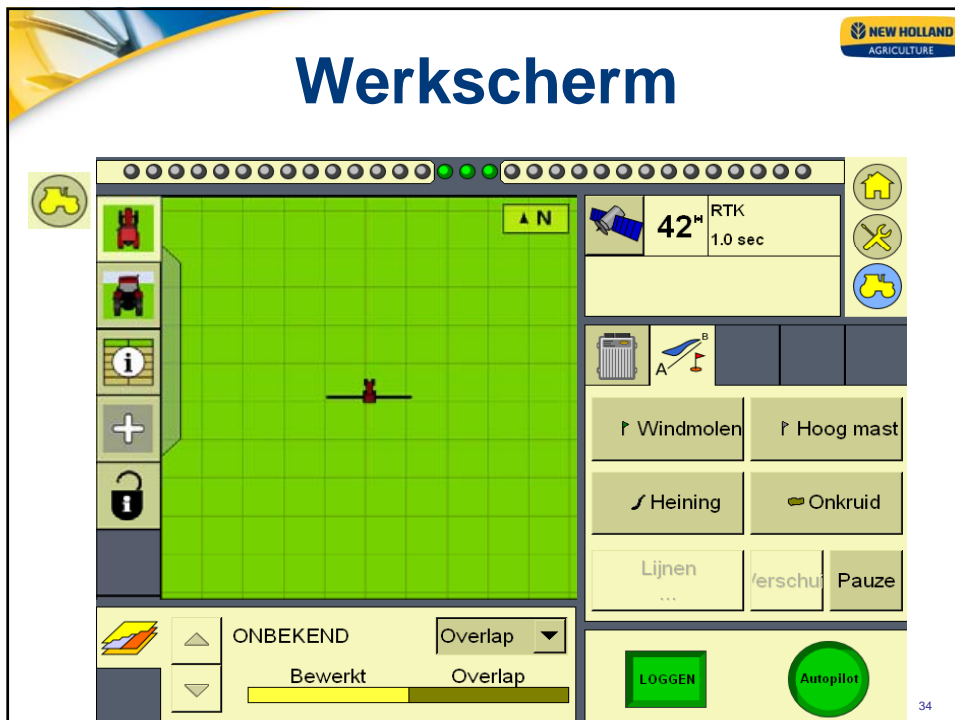 NEW HOLLAND
AGRICULTURE
Werkscherm
N
42"
RTK
1.0 sec
i
A
B
Windmolen
Hoog mast
Heining
Onkruid
i
Lijnen
...
Verschui
Pauze
ONBEKEND
Overlap
Bewerkt
Overlap
LOGGEN
Autopilot
34